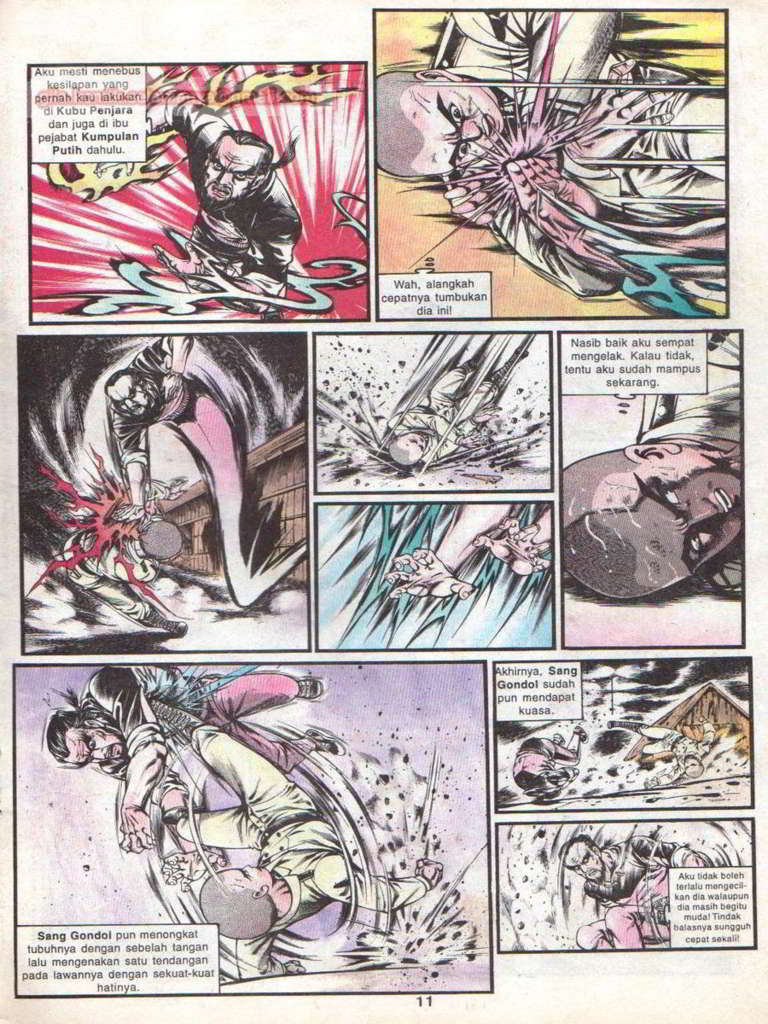 Aku mesti menebus
kesilapan yang
pernah kau lakukan
di Kubu Penjara
dan juga di ibu
pejabat Kumpulan
Putih dahulu.
Wah, alangkah
cepatnya tumbukan
dia ini!
Nasib baik aku sempat
mengelak. Kalau tidak,
tentu aku sudah mampus
sekarang.
Sang Gondol pun menongkat
tubuhnya dengan sebelah tangan
lalu mengenakan satu tendangan
pada lawannya dengan sekuat-kuat
hatinya.
Akhirnya, Sang
Gondol sudah
pun mendapat
kuasa.
Aku tidak boleh
terlalu mengecil-
kan dia walaupun
dia masih begitu
muda! Tindak
balasnya sungguh
cepat sekali!
11